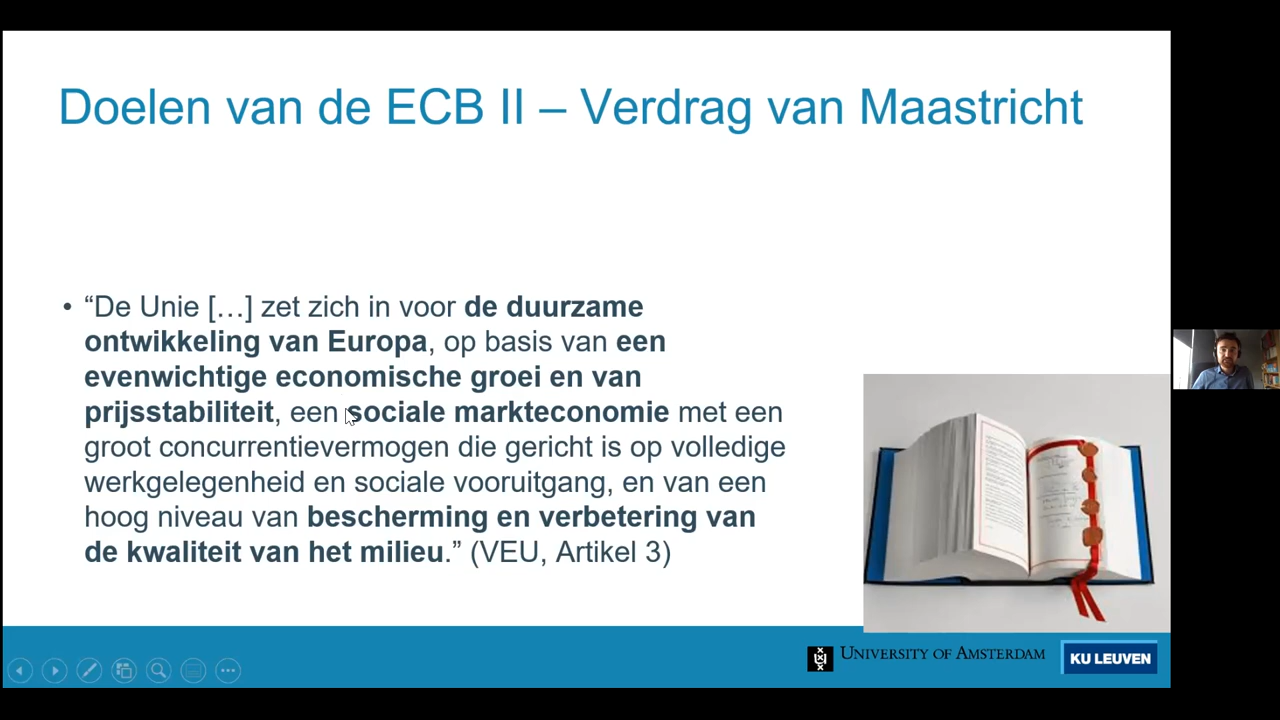 Doelen van de ECB II – Verdrag van Maastricht
• “De Unie […] zet zich in voor de duurzame
ontwikkeling van Europa, op basis van een
evenwichtige economische groei en van
prijsstabiliteit, een sociale markteconomie met een
groot concurrentievermogen die gericht is op volledige
werkgelegenheid en sociale vooruitgang, en van een
hoog niveau van bescherming en verbetering van
de kwaliteit van het milieu.” (VEU, Artikel 3)
UNIVERSITY OF AMSTERDAM
KU LEUVEN